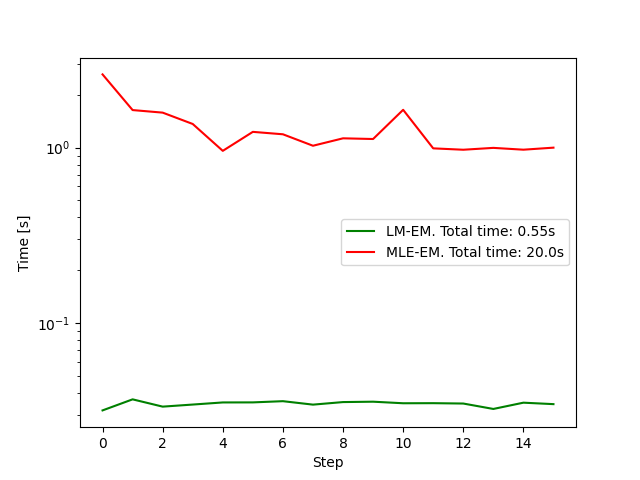 10⁰
10⁻¹
Time [s]
LM-EM. Total time: 0.55s
MLE-EM. Total time: 20.0s
0 2 4 6 8 10 12 14
Step